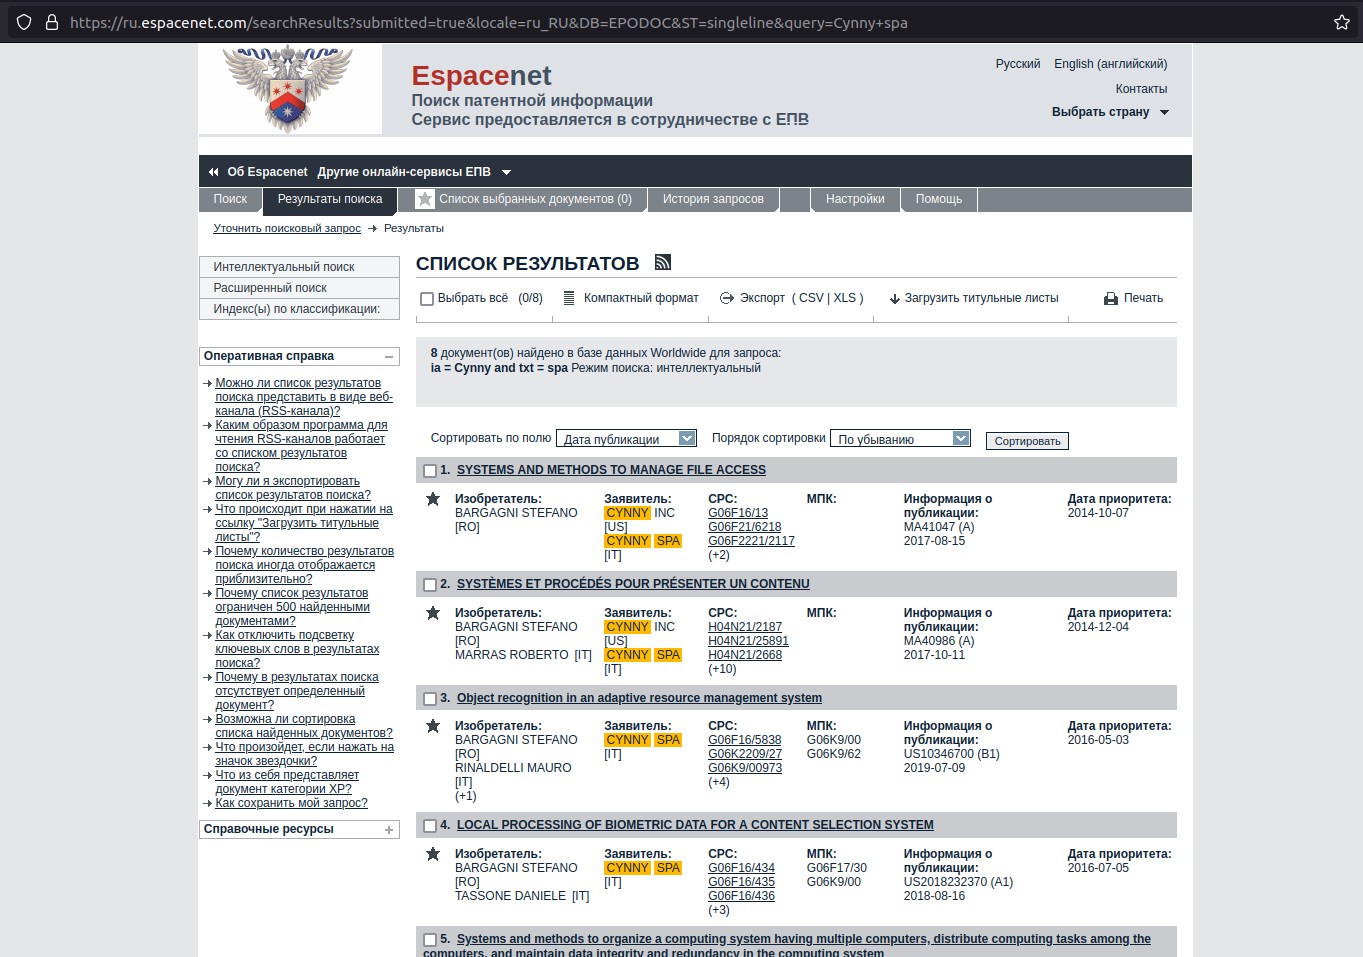 https://ru.espacenet.com/searchResults?submitted=true&locale=ru_RU&DB=EPODOC&ST=singleline&query=Cynny+spa
Espacenet
Поиск патентной информации
Сервис предоставляется в сотрудничестве с ЕПВ
Русский English (английский)
Контакты
Выбрать страну
Об Espacenet Другие онлайн-сервисы ЕПВ
Поиск Результаты поиска Список выбранных документов (0) История запросов Настройки Помощь
Уточнить поисковый запрос → Результаты
Интеллектуальный поиск
Расширенный поиск
Индекс(ы) по классификации:
Оперативная справка
Можно ли список результатов
поиска представить в виде веб-
канала (RSS-канала)?
Каким образом программа для
чтения RSS-каналов работает
со списком результатов
поиска?
Могу ли я экспортировать
список результатов поиска?
Что происходит при нажатии на
ссылку "Загрузить титульные
листы"?
Почему количество результатов
поиска иногда отображается
приблизительно?
Почему список результатов
ограничен 500 найденными
документами?
Как отключить подсветку
ключевых слов в результатах
поиска?
Почему в результатах поиска
отсутствует определенный
документ?
Возможна ли сортировка
списка найденных документов?
Что произойдет, если нажать на
значок звездочки?
Что из себя представляет
документ категории XP?
Как сохранить мой запрос?
Справочные ресурсы
СПИСОК РЕЗУЛЬТАТОВ
Выбрать всё (0/8) Компактный формат Экспорт ( CSV | XLS ) Загрузить титульные листы Печать
8 документ(ов) найдено в базе данных Worldwide для запроса:
ia = Cynny and txt = spa Режим поиска: интеллектуальный
Сортировать по полю Дата публикации Порядок сортировки По убыванию Сортировать
1. SYSTEMS AND METHODS TO MANAGE FILE ACCESS
Изобретатель: Заявитель: CPC: МПК: Информация о Дата приоритета:
BARGAGNI STEFANO CYNNY INC G06F16/13 публикации: 2014-10-07
[RO] [US] G06F21/6218 MA41047 (A)
CYNNY SPA G06F2221/2117 2017-08-15
[IT] (+2)
2. SYSTÈMES ET PROCÉDÉS POUR PRÉSENTER UN CONTENU
Изобретатель: Заявитель: CPC: МПК: Информация о Дата приоритета:
BARGAGNI STEFANO CYNNY INC H04N21/2187 публикации: 2014-12-04
[RO] [US] H04N21/25891 MA40986 (A)
MARRAS ROBERTO [IT] CYNNY SPA H04N21/2668 2017-10-11
[IT] (+10)
3. Object recognition in an adaptive resource management system
Изобретатель: Заявитель: CPC: МПК: Информация о Дата приоритета:
BARGAGNI STEFANO CYNNY SPA G06F16/5838 G06K9/00 публикации: 2016-05-03
[RO] [IT] G06K2209/27 G06K9/62 US10346700 (B1)
RINALDELLI MAURO G06K9/00973 2019-07-09
[IT] (+4)
(+1)
4. LOCAL PROCESSING OF BIOMETRIC DATA FOR A CONTENT SELECTION SYSTEM
Изобретатель: Заявитель: CPC: МПК: Информация о Дата приоритета:
BARGAGNI STEFANO CYNNY SPA G06F16/434 G06F17/30 публикации: 2016-07-05
[RO] [IT] G06F16/435 G06K9/00 US2018232370 (A1)
TASSONE DANIELE [IT] G06F16/436 2018-08-16
(+3)
5. Systems and methods to organize a computing system having multiple computers, distribute computing tasks among the
computers, and maintain data integrity and redundancy in the computing system